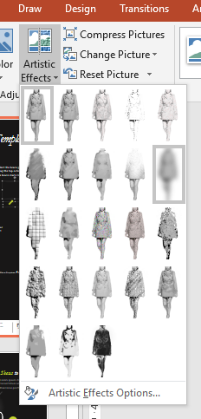 Draw Design Transitions
Compress Pictures
Change Picture
Reset Picture
Artistic
Effects
Artistic Effects Options...